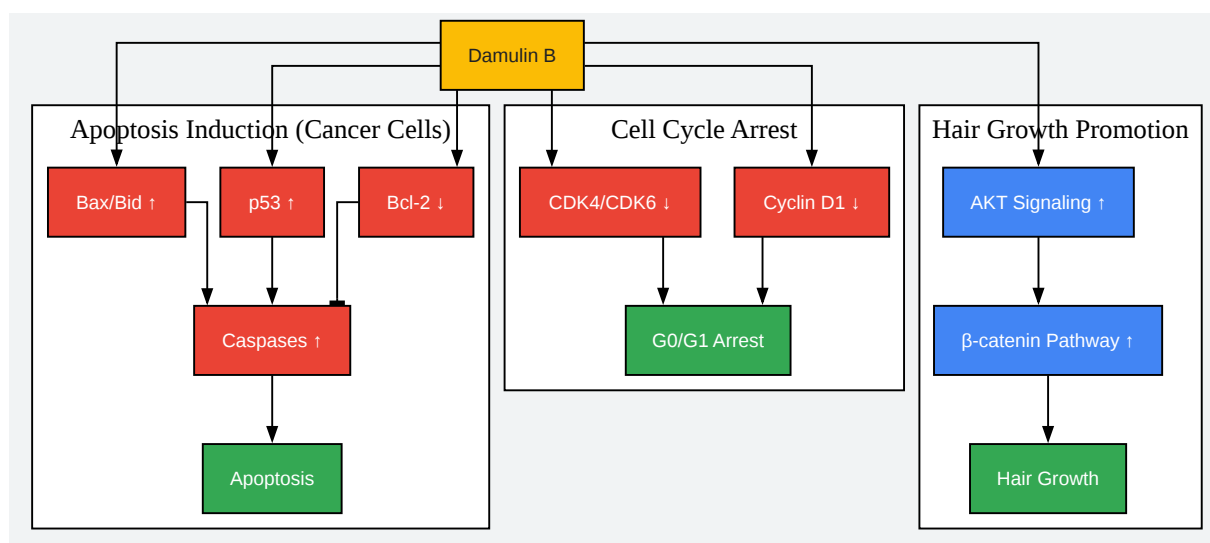 Damulin B
Apoptosis Induction (Cancer Cells)
Cell Cycle Arrest
Hair Growth Promotion
Bax/Bid ↑
p53 ↑
Bcl-2 ↓
CDK4/CDK6 ↓
Cyclin D1 ↓
AKT Signaling ↑
Caspases ↑
G0/G1 Arrest
β-catenin Pathway ↑
Apoptosis
Hair Growth